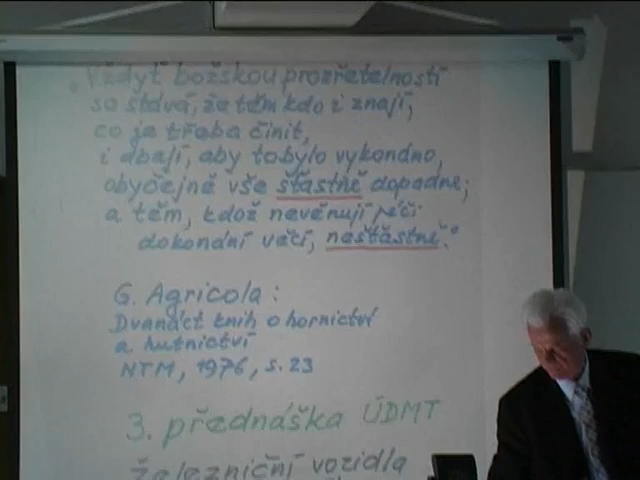 „Vždyť božskou prozřetelností
se stává, že těm kdo i znají,
co je třeba činit,
i dbají, aby to bylo vykonáno,
obyčejně vše šťastně dopadne;
a těm, kdož nevěnují péči
dokonání věcí, nešťastně."
G. Agricola:
Dvanáct knih o hornictví
a hutnictví
NTM, 1976, s. 23
3. přednáška ÚDMT
železniční vozidla